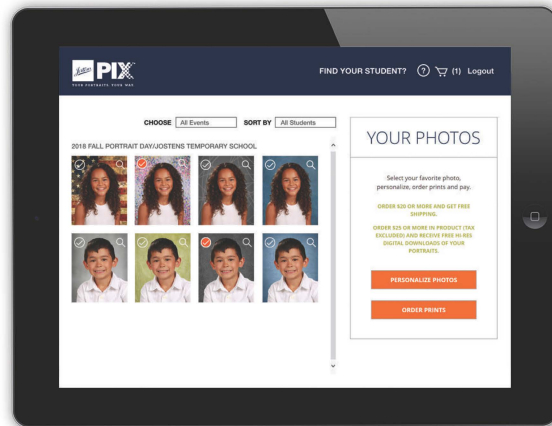 Jostens PIX
YOUR PORTRAITS. YOUR WAY.
FIND YOUR STUDENT? ? (1) Logout
CHOOSE All Events SORT BY All Students
2018 FALL PORTRAIT DAY/JOSTENS TEMPORARY SCHOOL
YOUR PHOTOS
Select your favorite photo,
personalize, order prints and pay.
ORDER $20 OR MORE AND GET FREE
SHIPPING.
ORDER $25 OR MORE IN PRODUCT (TAX
EXCLUDED) AND RECEIVE FREE HI-RES
DIGITAL DOWNLOADS OF YOUR
PORTRAITS.
PERSONALIZE PHOTOS
ORDER PRINTS